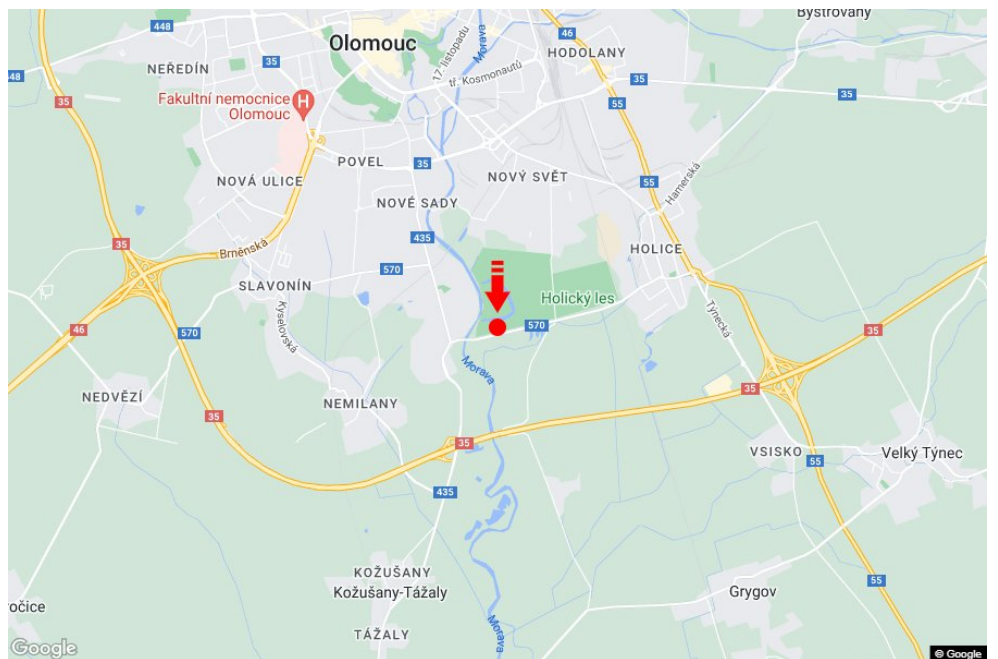 Bystrovany
Olomouc
Morava
46
HODOLANY
17. listopadu
448
NEŘEDÍN
35
tř. Kosmonautů
448
35
35
35
Fakultní nemocnice
Olomouc
H
55
POVEL
35
NOVÁ ULICE
NOVÝ SVĚT
55
Hamerská
NOVÉ SADY
435
35
Brněnská
HOLICE
570
SLAVONÍN
Holický les
Kyselovská
Týnecká
46
570
570
35
Morava
NEDVĚZÍ
NEMILANY
35
35
35
VSISKO
Velký Týnec
55
435
KOŽUŠANY
Kožušany-Tážaly
Grygov
55
ročice
TÁŽALY
Google
© Google